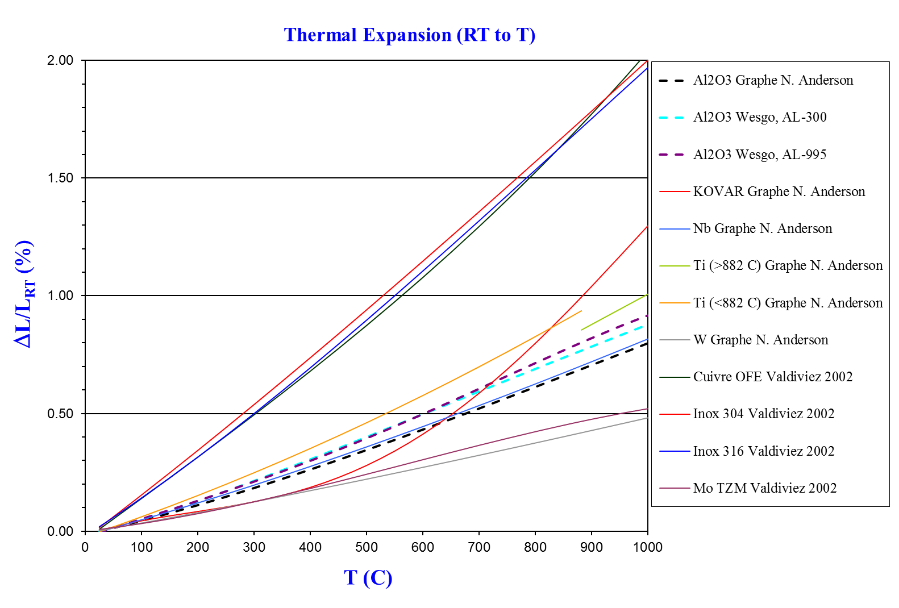 Thermal Expansion (RT to T)
2.00
1.50
1.00
0.50
0.00
ΔL/LRT (%)
0 100 200 300 400 500 600 700 800 900 1000
T (C)
Al2O3 Graphe N. Anderson
Al2O3 Wesgo, AL-300
Al2O3 Wesgo, AL-995
KOVAR Graphe N. Anderson
Nb Graphe N. Anderson
Ti (>882 C) Graphe N. Anderson
Ti (<882 C) Graphe N. Anderson
W Graphe N. Anderson
Cuivre OFE Valdiviez 2002
Inox 304 Valdiviez 2002
Inox 316 Valdiviez 2002
Mo TZM Valdiviez 2002